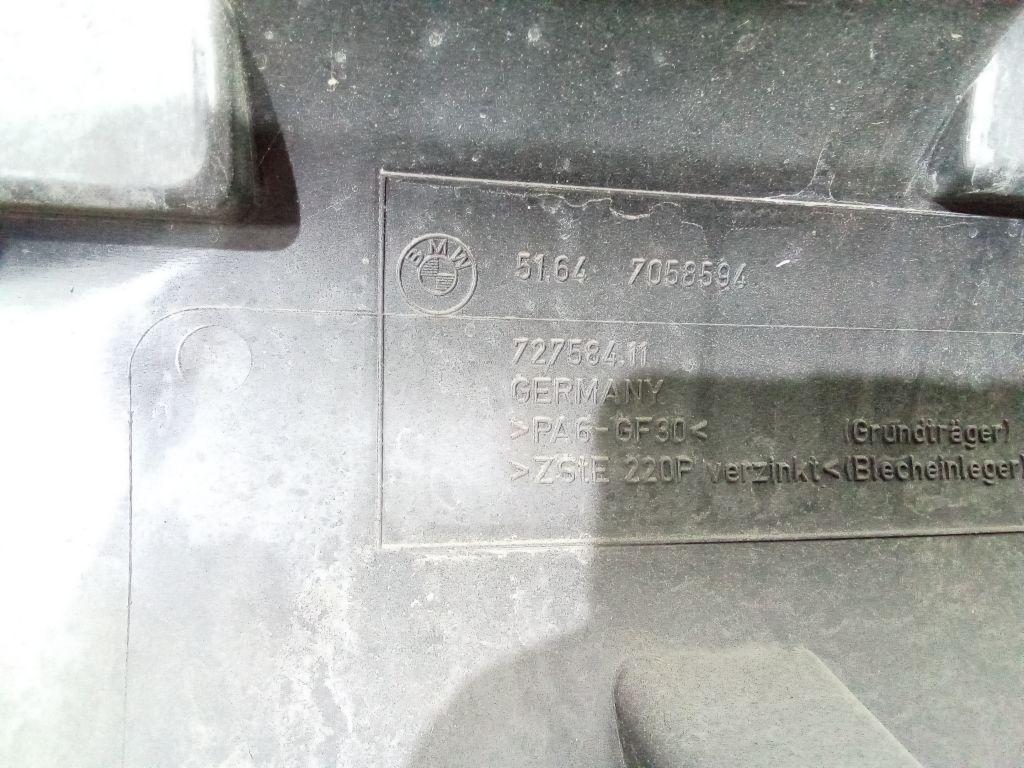 BMW 51.64 7058594
727584.11
GERMANY
>PA6-GF30< (Grundträger)
>ZStE 220P verzinkt<(Blecheinleger)